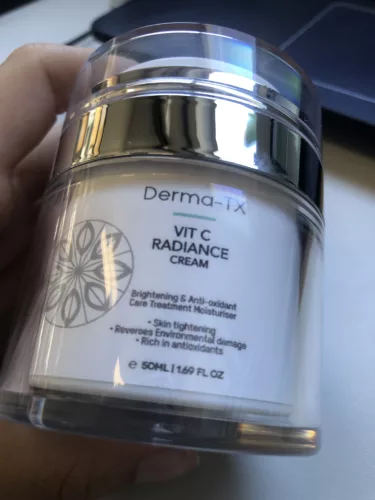 Derma-TX
VIT C
RADIANCE
CREAM
Brightening & Anti-oxidant
Care Treatment Moisturiser
• Skin tightening
• Reverses Environmental damage
• Rich in antioxidants
e 50ML | 1.69 FL OZ